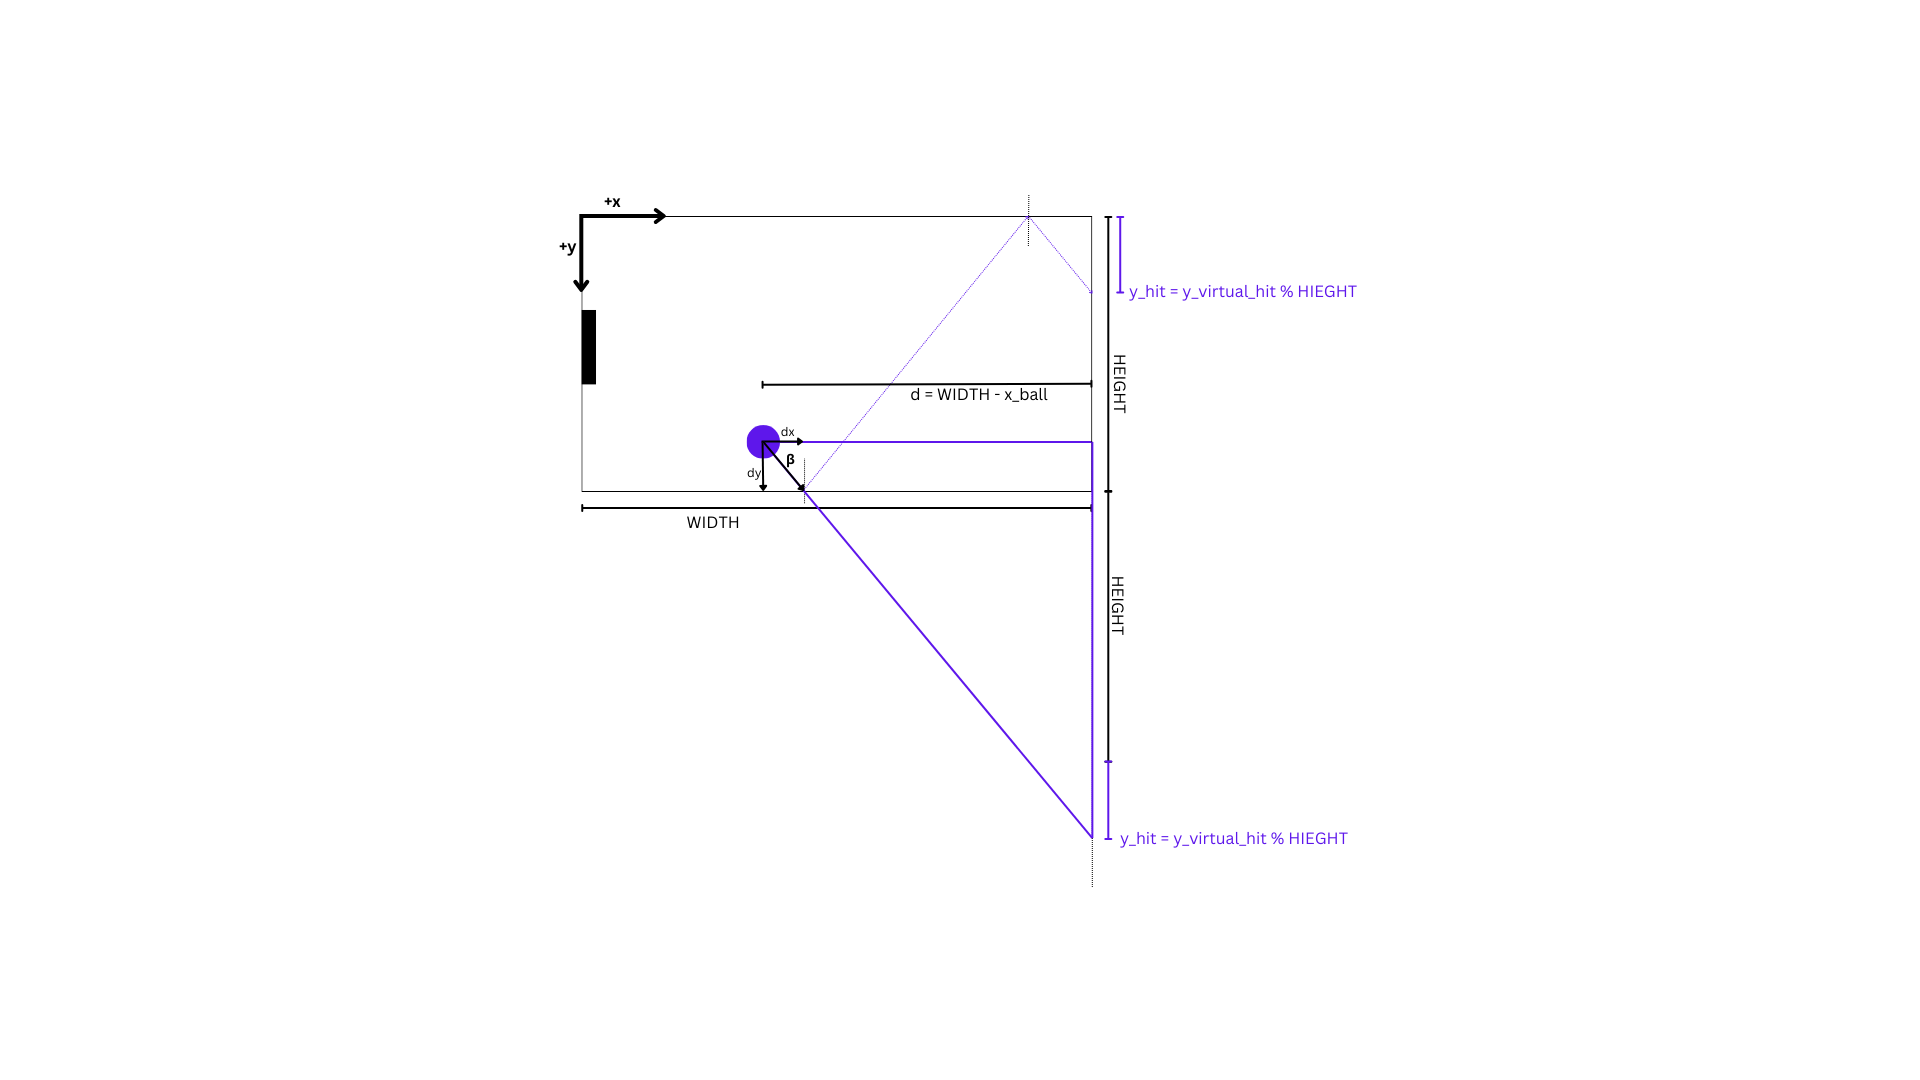 +x
+y
y_hit = y_virtual_hit % HIEGHT
HEIGHT
d = WIDTH - x_ball
dx
β
dy
WIDTH
HEIGHT
y_hit = y_virtual_hit % HIEGHT